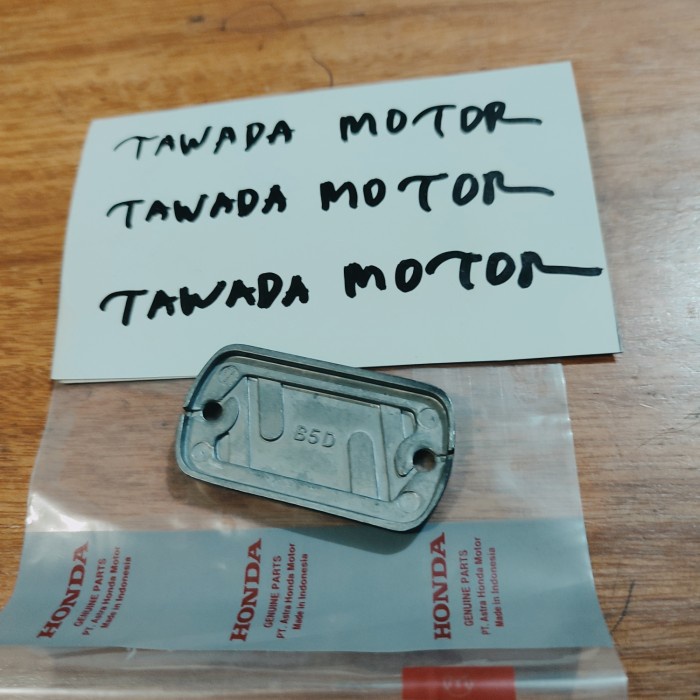 TAWADA MOTOR
TAWADA MOTOR
TAWADA MOTOR
B5D
HONDA
GENUINE PARTS
PT. Astra Honda Motor
Made in Indonesia
HONDA
GENUINE PARTS
PT. Astra Honda Motor
Made in Indonesia
HONDA
GENUINE PARTS
PT. Astra Honda Motor
Made in Indonesia